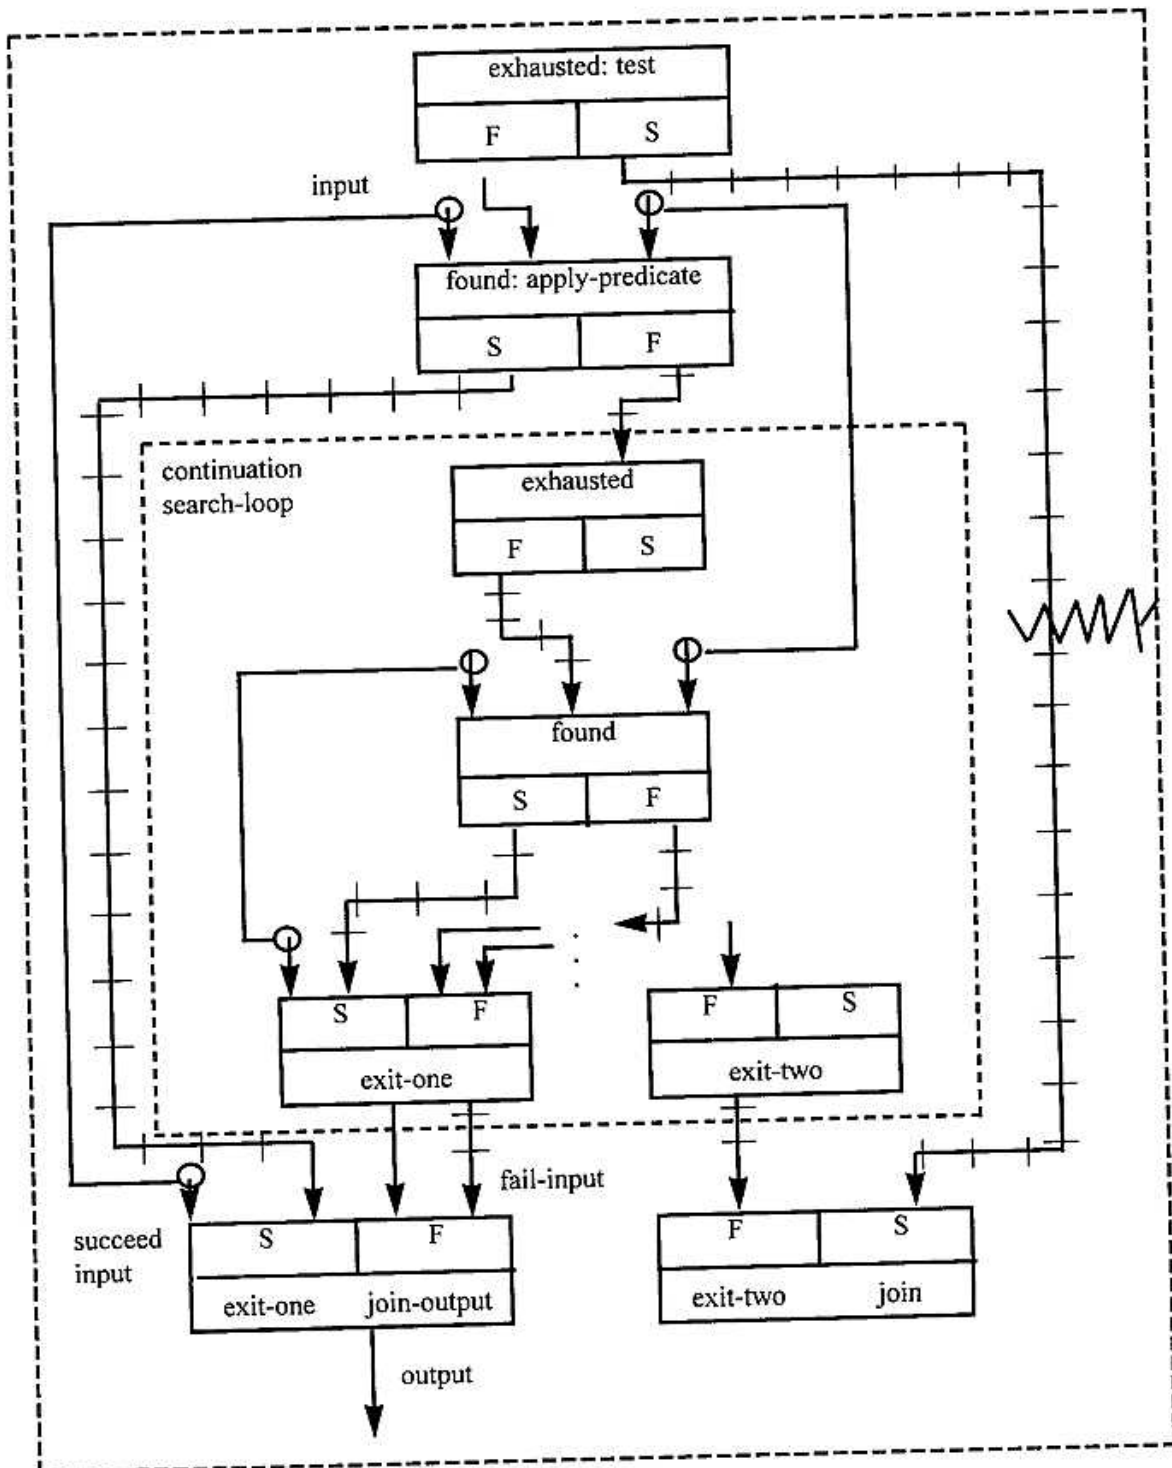 exhausted: test
F S
input
found: apply-predicate
S F
continuation
search-loop
exhausted
F S
found
S F
S F
exit-one
F S
exit-two
fail-input
succeed
input
S F
exit-one join-output
F S
exit-two join
output